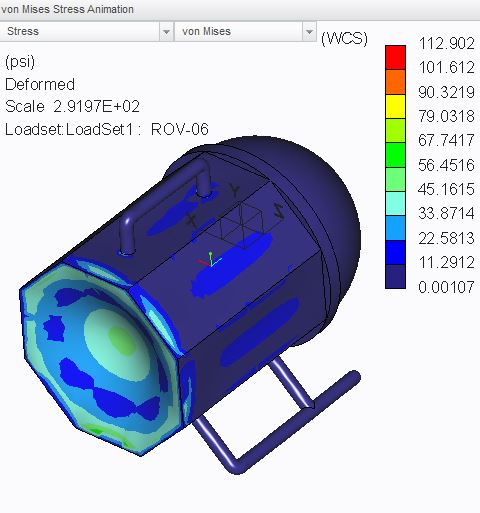 von Mises Stress Animation
Stress von Mises
(WCS)
(psi)
Deformed
Scale 2.9197E+02
Loadset:LoadSet1 : ROV-06
112.902
101.612
90.3219
79.0318
67.7417
56.4516
45.1615
33.8714
22.5813
11.2912
0.00107
Y
X
Z